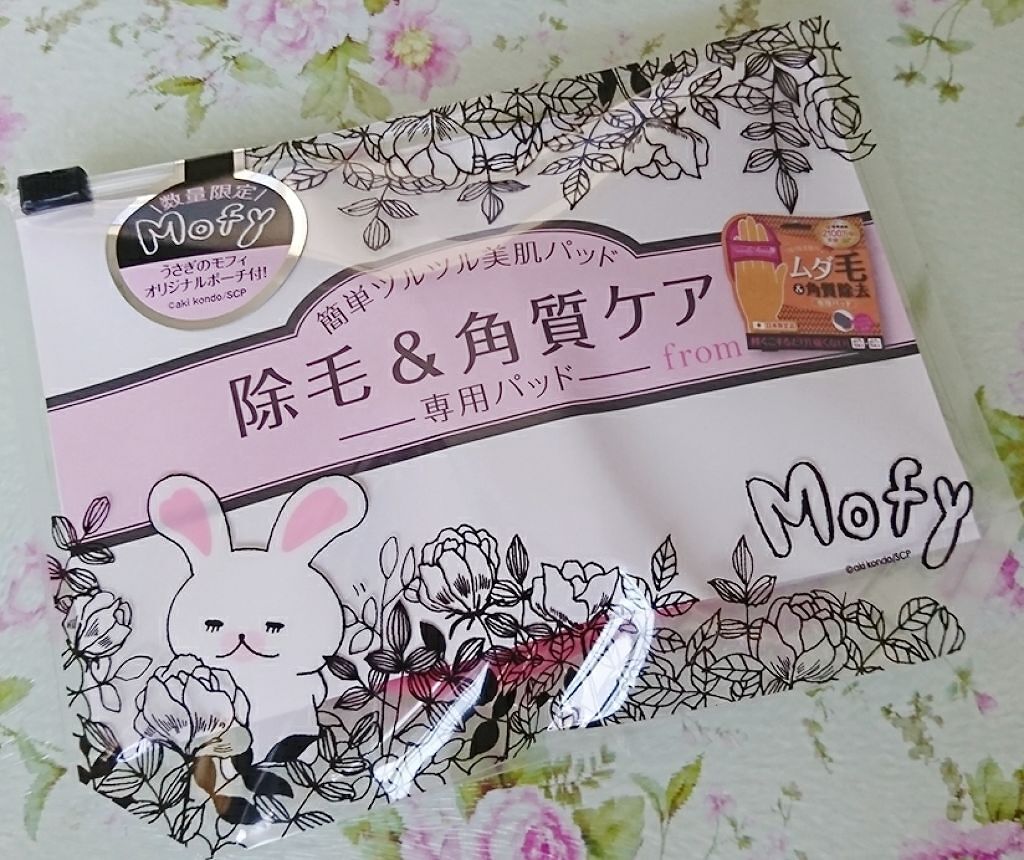 数量限定!
Mofy
うさぎのモフィ
オリジナルポーチ付!
©aki kondo/SCP
簡単ツルツル美肌パッド
除毛&角質ケア
専用パッド
from
ムダ毛
&角質除去
Mofy
©aki kondo/SCP